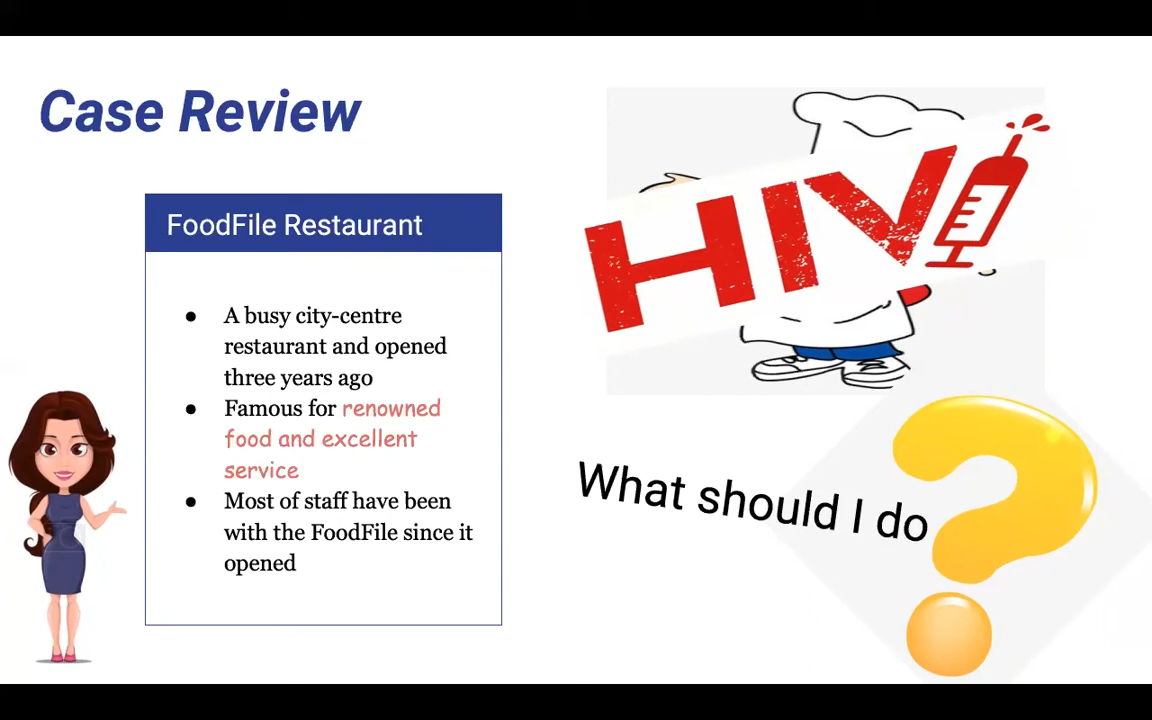 Case Review
FoodFile Restaurant
● A busy city-centre
restaurant and opened
three years ago
● Famous for renowned
food and excellent
service
● Most of staff have been
with the FoodFile since it
opened
HIV
What should I do